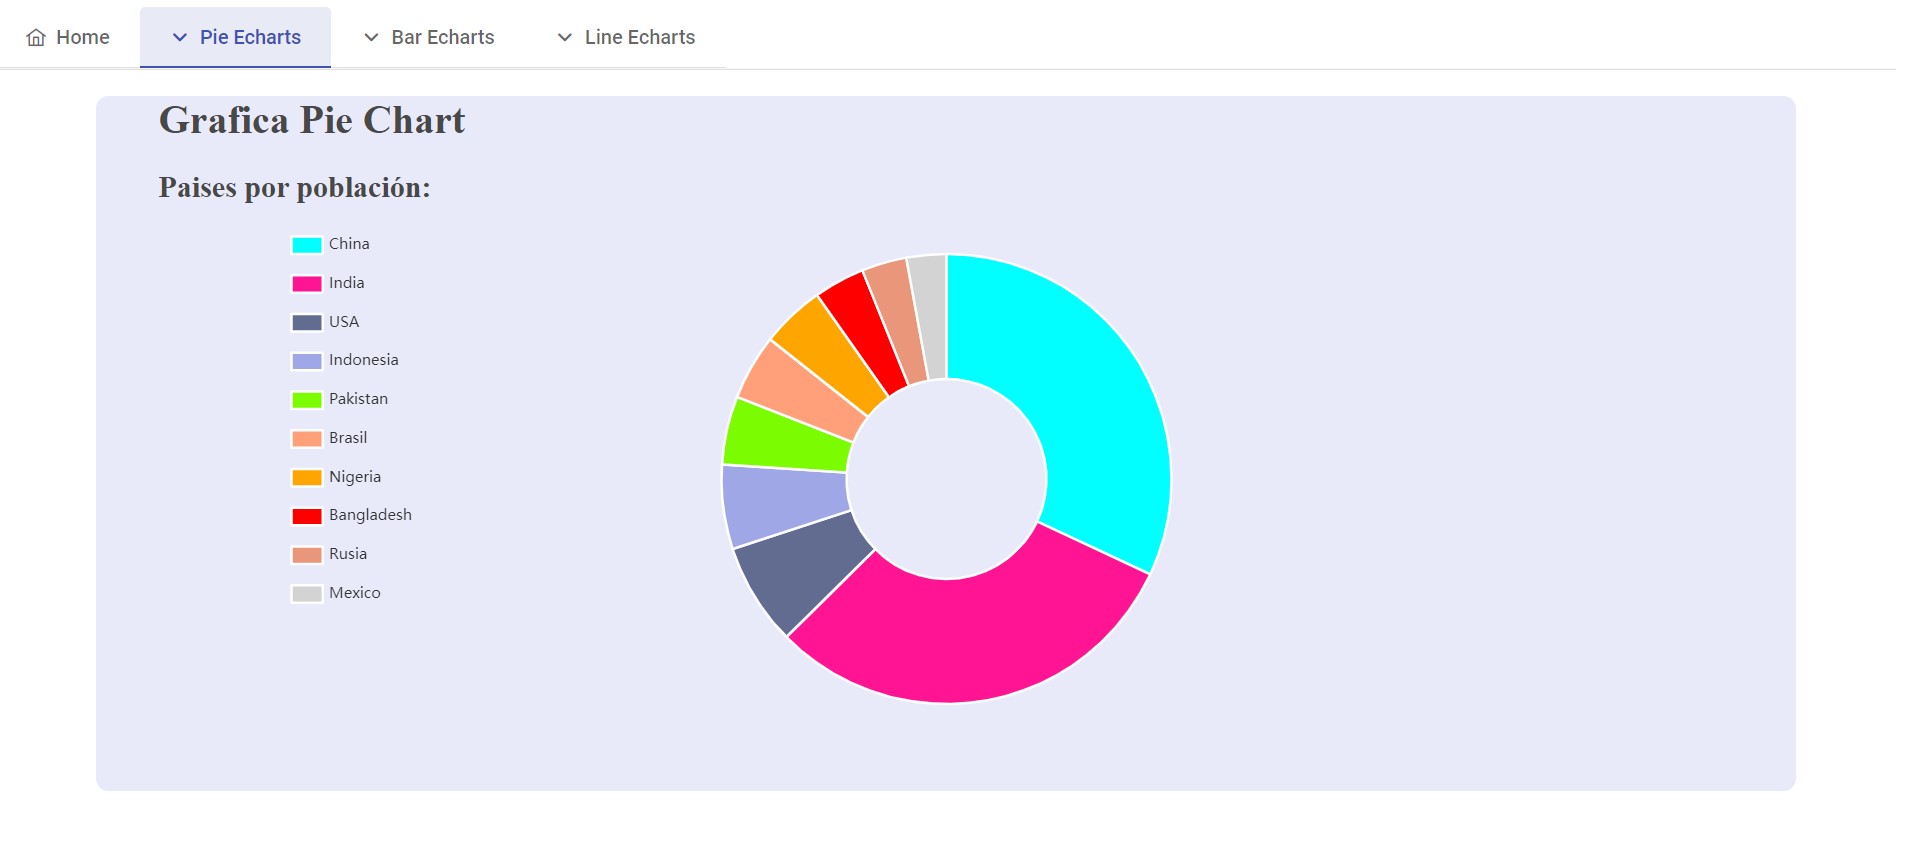 Home Pie Echarts Bar Echarts Line Echarts
Grafica Pie Chart
Paises por población:
China
India
USA
Indonesia
Pakistan
Brasil
Nigeria
Bangladesh
Rusia
Mexico